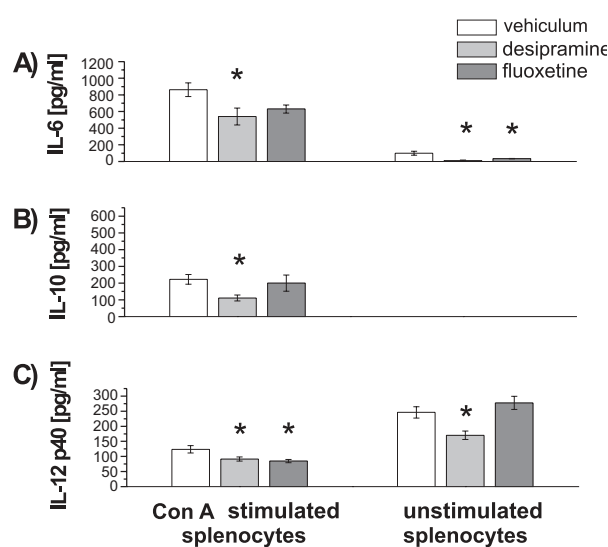 vehiculum
desipramine
fluoxetine
A)
IL-6 [pg/ml]
1200
1000
800
600
400
200
0
*
*
*
B)
IL-10 [pg/ml]
600
500
400
300
200
100
0
*
C)
IL-12 p40 [pg/ml]
300
250
200
150
100
50
0
*
*
*
Con A stimulated
splenocytes
unstimulated
splenocytes